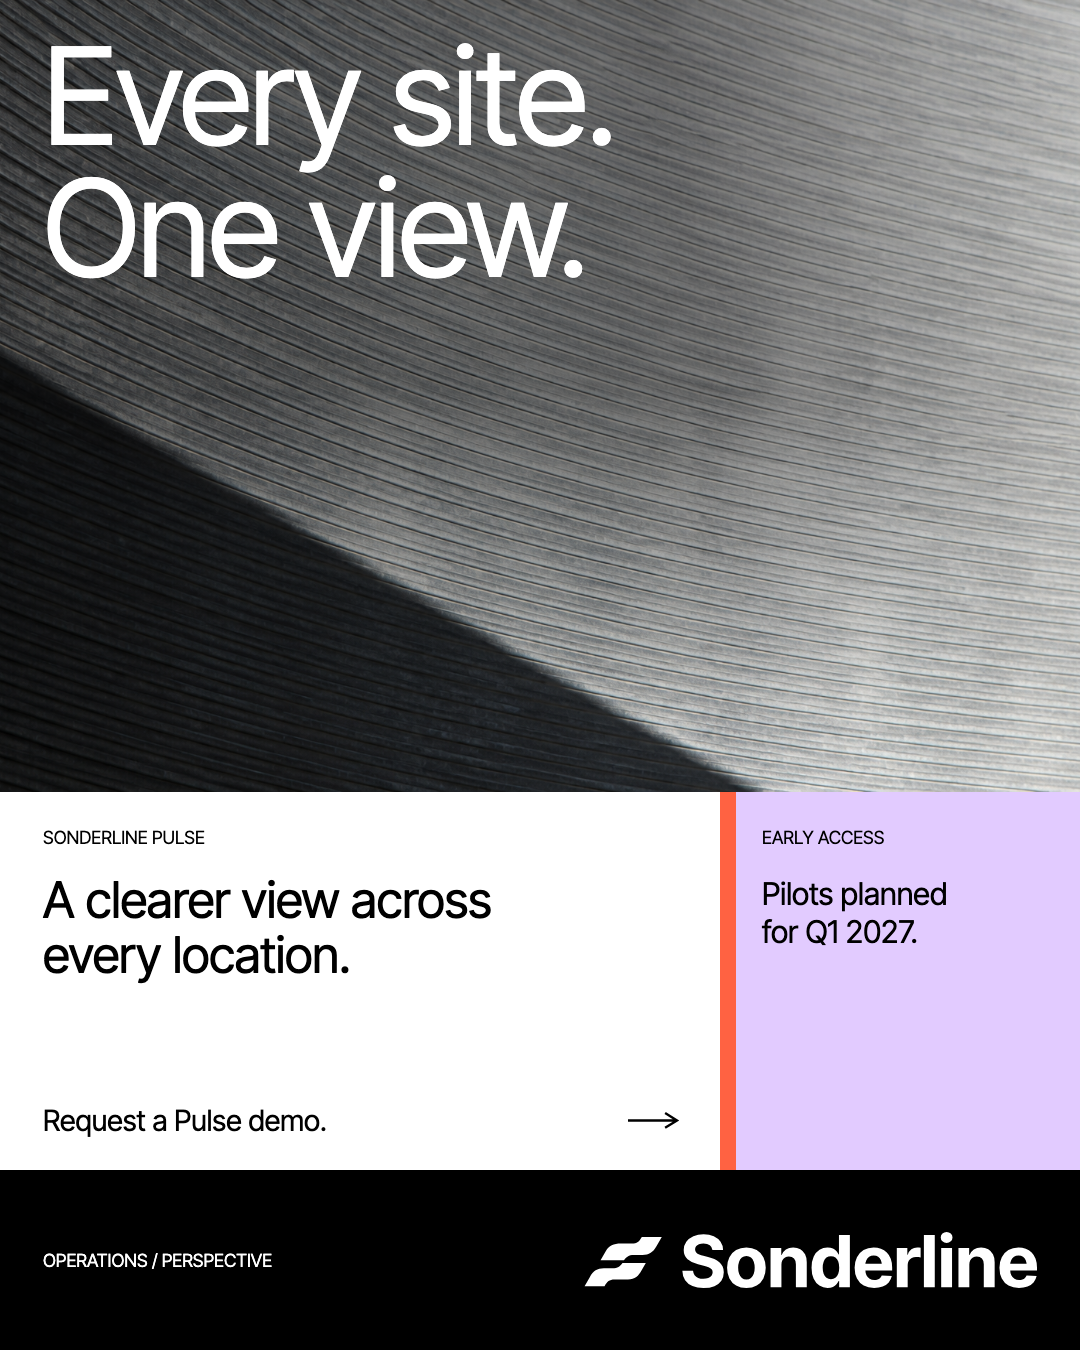 Every site.
One view.
SONDERLINE PULSE
A clearer view across
every location.
Request a Pulse demo.
EARLY ACCESS
Pilots planned
for Q1 2027.
OPERATIONS / PERSPECTIVE
Sonderline